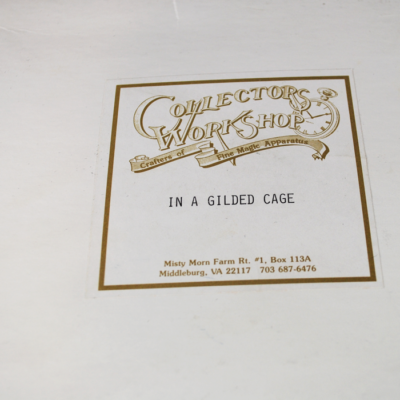 Collectors
Workshop
Crafters of Fine Magic Apparatus
IN A GILDED CAGE
Misty Morn Farm Rt. #1, Box 113A
Middleburg, VA 22117 703 687-6476